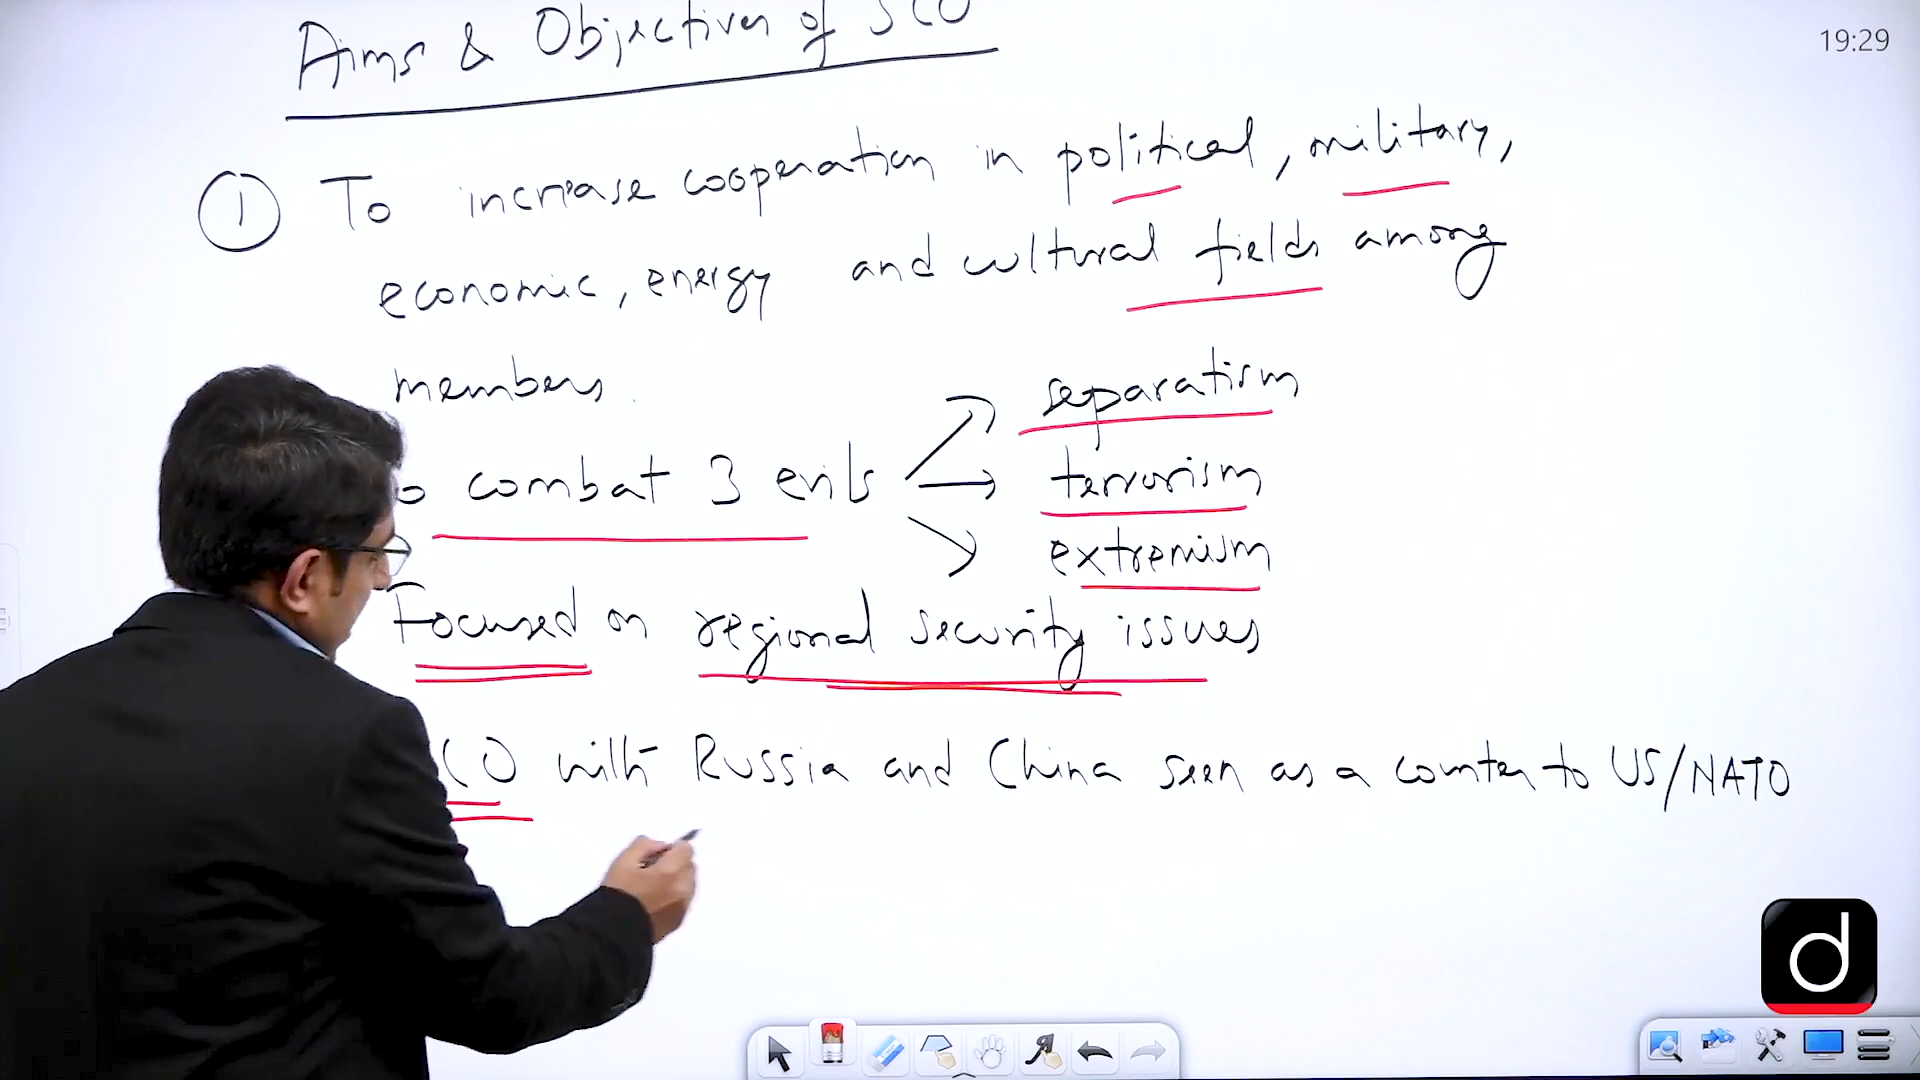 Aims & Objectives of SCO
19:29
① To increase cooperation in political, military,
economic, energy and cultural fields among
members.
o combat 3 evils → separatism
→ terrorism
→ extremism
Focused on regional security issues
CO with Russia and China seen as a counter to US/NATO
d